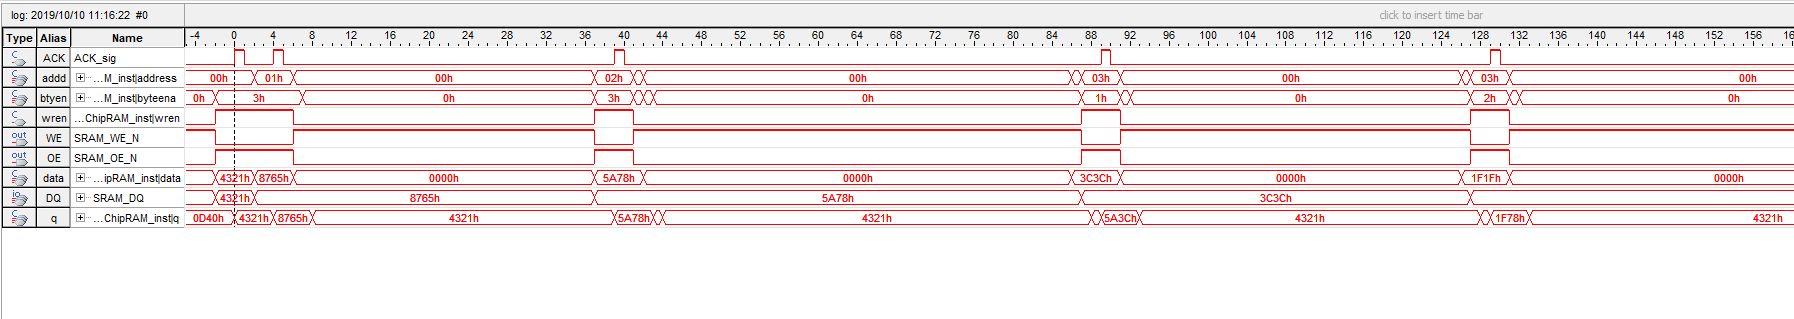 log: 2019/10/10 11:16:22 #0
click to insert time bar
Type Alias Name -4 0 4 8 12 16 20 24 28 32 36 40 44 48 52 56 60 64 68 72 76 80 84 88 92 96 100 104 108 112 116 120 124 128 132 136 140 144 148 152 156 16
ACK ACK_sig
addd ...M_inst|address 00h 01h 00h 02h 00h 03h 00h 03h 00h
btyen ...M_inst|byteena 0h 3h 0h 3h 0h 1h 0h 2h 0h
wren ...ChipRAM_inst|wren
out WE SRAM_WE_N
out OE SRAM_OE_N
data ...ipRAM_inst|data 4321h 8765h 0000h 5A78h 0000h 3C3Ch 0000h 1F1Fh 0000h
io DQ SRAM_DQ 4321h 8765h 5A78h 3C3Ch
q ...ChipRAM_inst|q 0D40h 4321h 8765h 4321h 5A78h 4321h 5A3Ch 4321h 1F78h 4321h